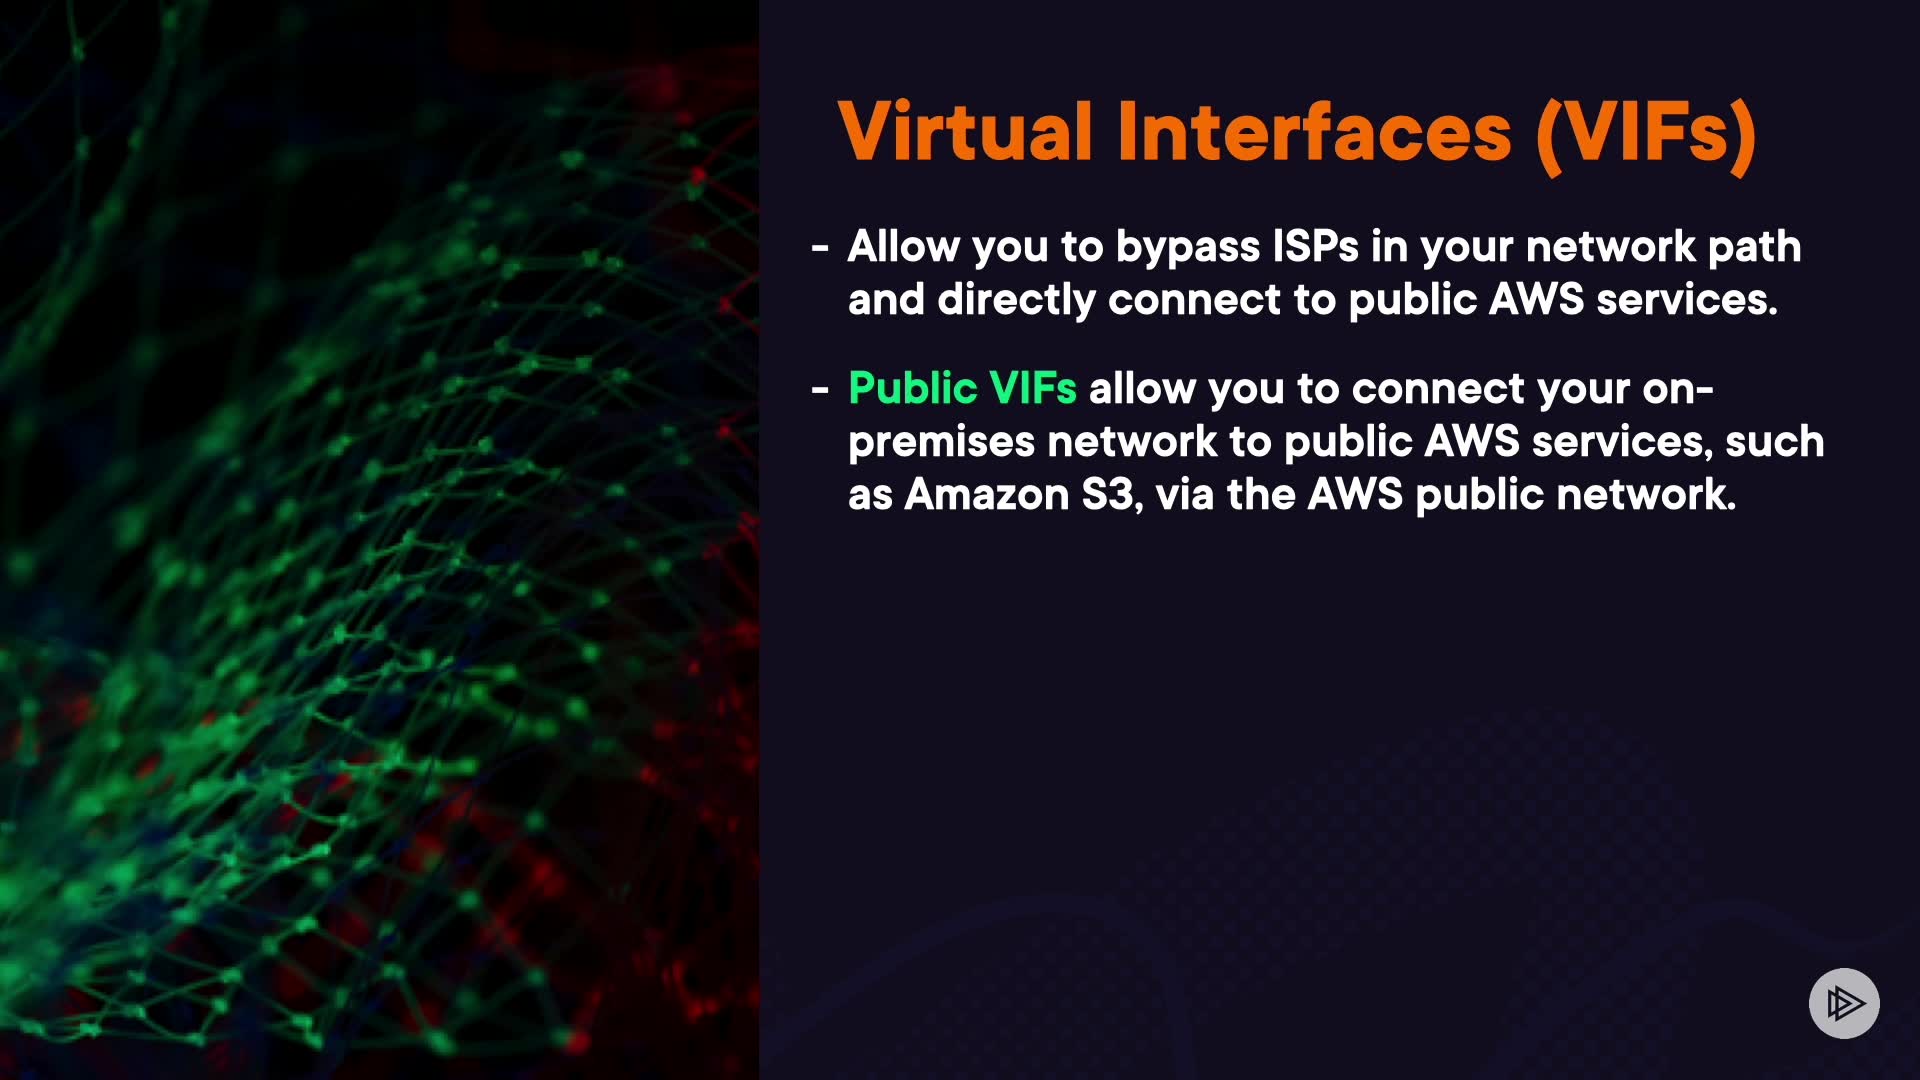 Virtual Interfaces (VIFs)
- Allow you to bypass ISPs in your network path
and directly connect to public AWS services.
- Public VIFs allow you to connect your on-
premises network to public AWS services, such
as Amazon S3, via the AWS public network.